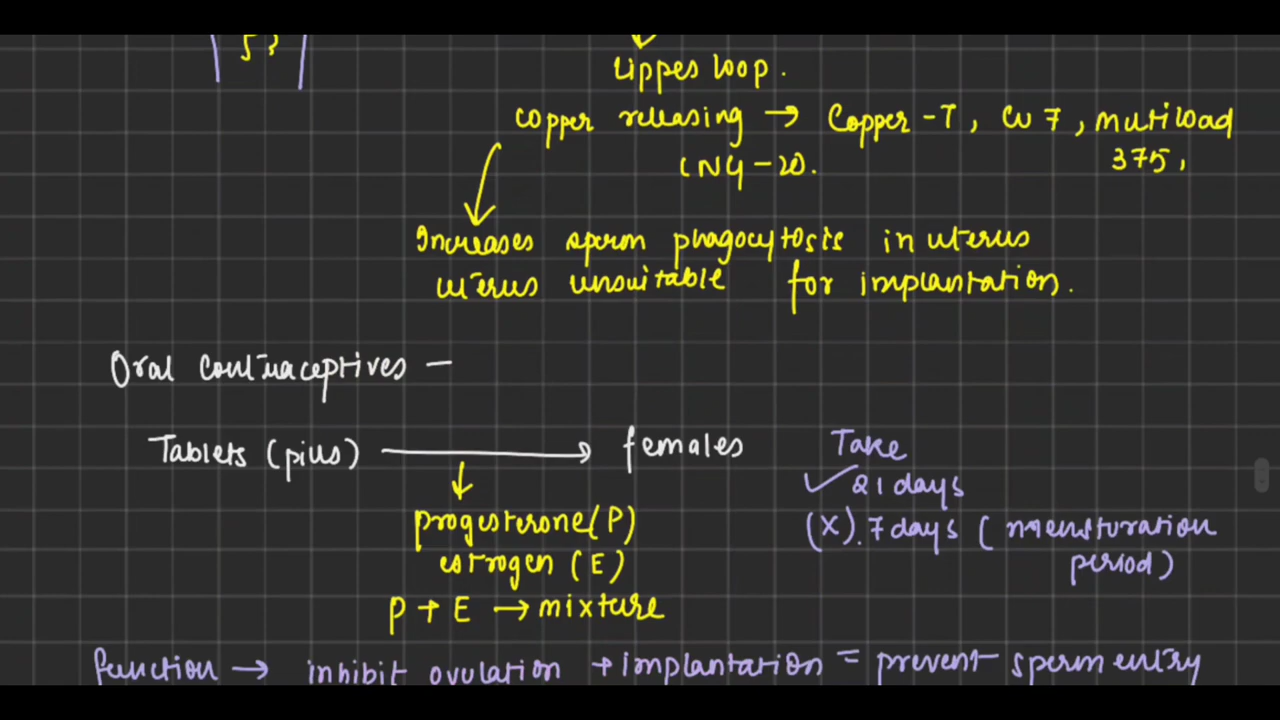 Lippes loop.
Copper releasing → Copper-T, Cu 7, multiload
375,
LNG-20.
Increases sperm phagocytosis in uterus
uterus unsuitable for implantation.
Oral Contraceptives -
Tablets (pills) → females
Take
✓ 21 days
progesterone (P)
(X). 7 days ( mensturation
period)
estrogen (E)
P + E → mixture
function → inhibit ovulation + implantation = prevent sperm entry